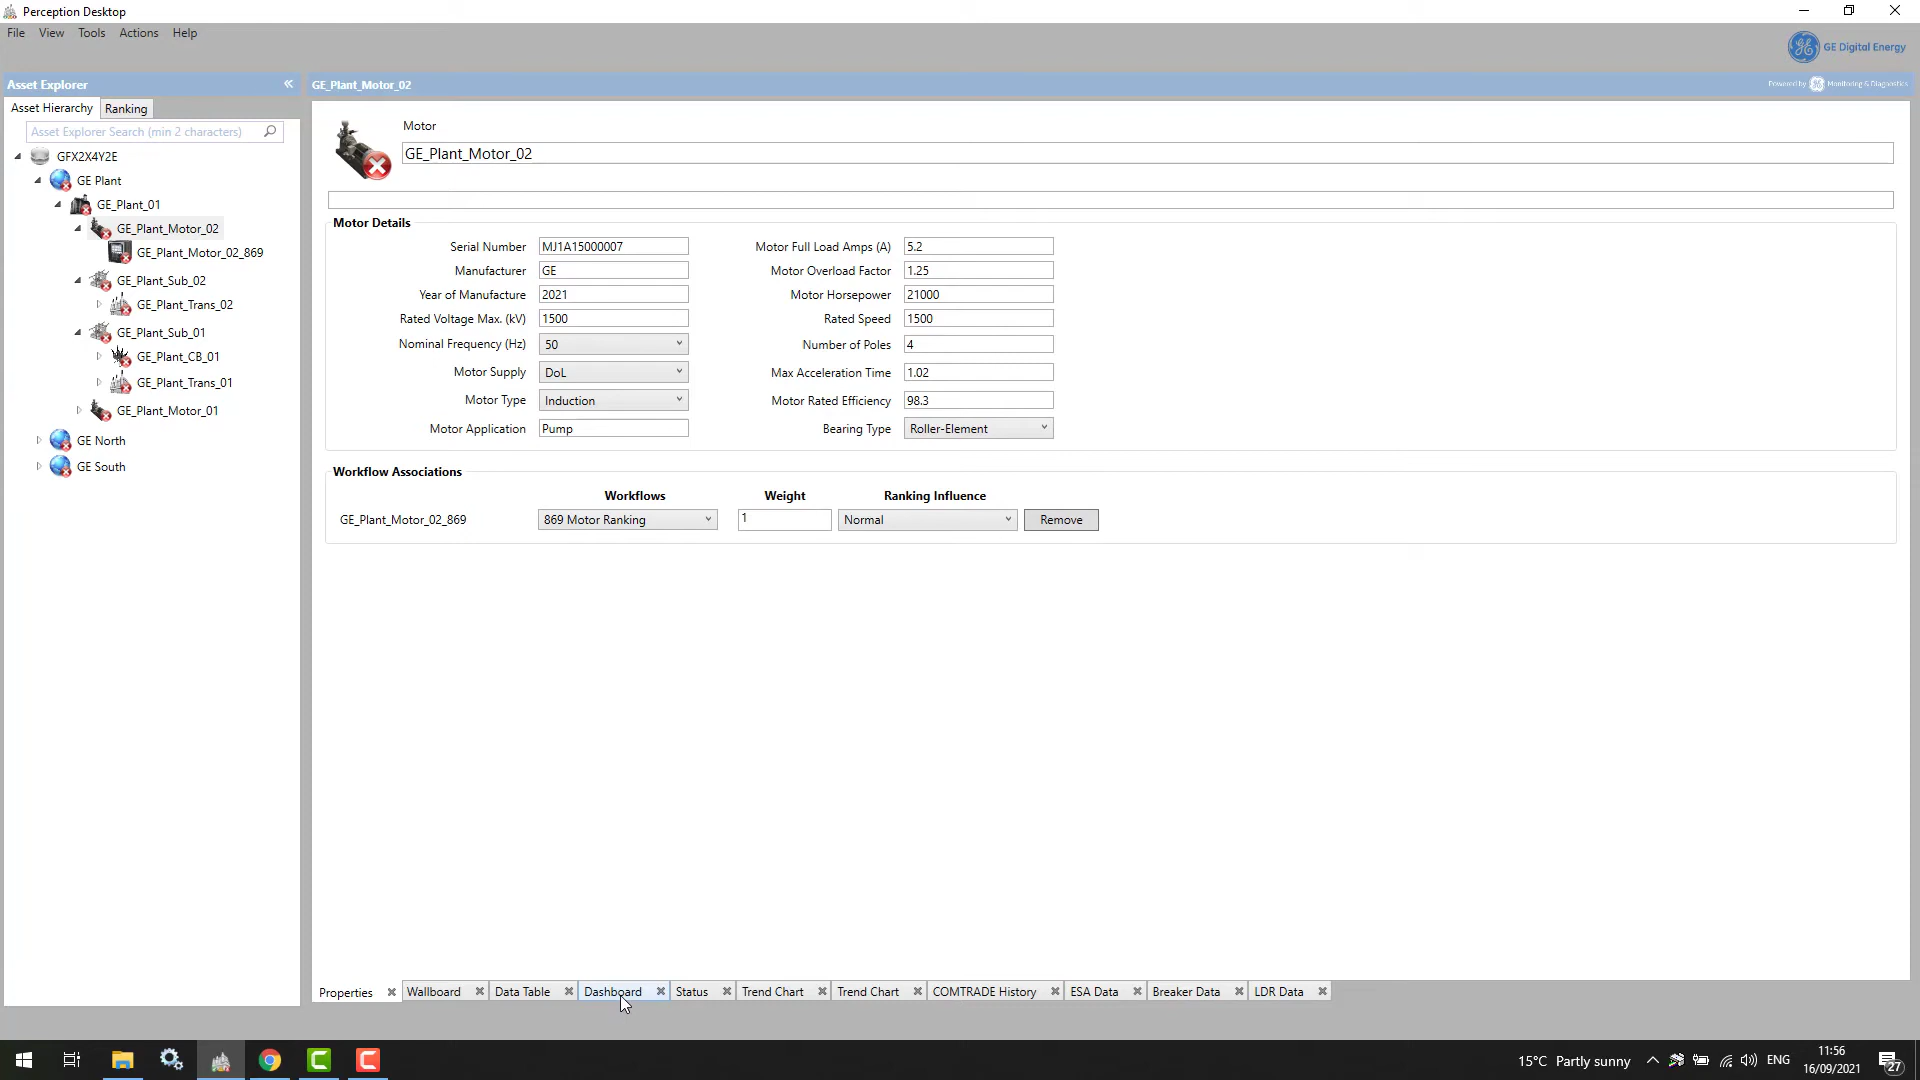 Perception Desktop
File View Tools Actions Help
GE Digital Energy
Asset Explorer
GE_Plant_Motor_02
Powered by Monitoring & Diagnostics
Asset Hierarchy Ranking
Asset Explorer Search (min 2 characters)
GFX2X4Y2E
GE Plant
GE_Plant_01
GE_Plant_Motor_02
GE_Plant_Motor_02_869
GE_Plant_Sub_02
GE_Plant_Trans_02
GE_Plant_Sub_01
GE_Plant_CB_01
GE_Plant_Trans_01
GE_Plant_Motor_01
GE North
GE South
Motor
GE_Plant_Motor_02
Motor Details
Serial Number MJ1A15000007 Motor Full Load Amps (A) 5.2
Manufacturer GE Motor Overload Factor 1.25
Year of Manufacture 2021 Motor Horsepower 21000
Rated Voltage Max. (kV) 1500 Rated Speed 1500
Nominal Frequency (Hz) 50 Number of Poles 4
Motor Supply DoL Max Acceleration Time 1.02
Motor Type Induction Motor Rated Efficiency 98.3
Motor Application Pump Bearing Type Roller-Element
Workflow Associations
Workflows Weight Ranking Influence
GE_Plant_Motor_02_869 869 Motor Ranking 1 Normal Remove
Properties Wallboard Data Table Dashboard Status Trend Chart Trend Chart COMTRADE History ESA Data Breaker Data LDR Data
15°C Partly sunny ENG 11:56
16/09/2021 27